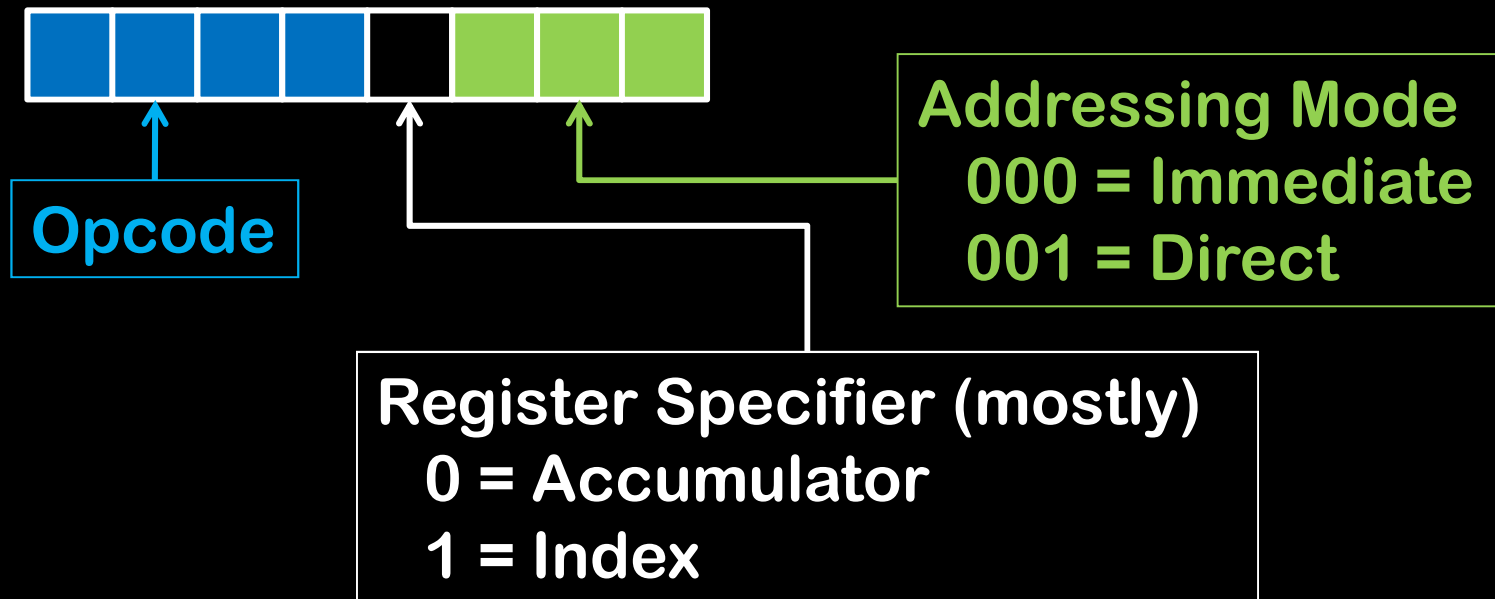 Opcode
Addressing Mode
000 = Immediate
001 = Direct
Register Specifier (mostly)
0 = Accumulator
1 = Index